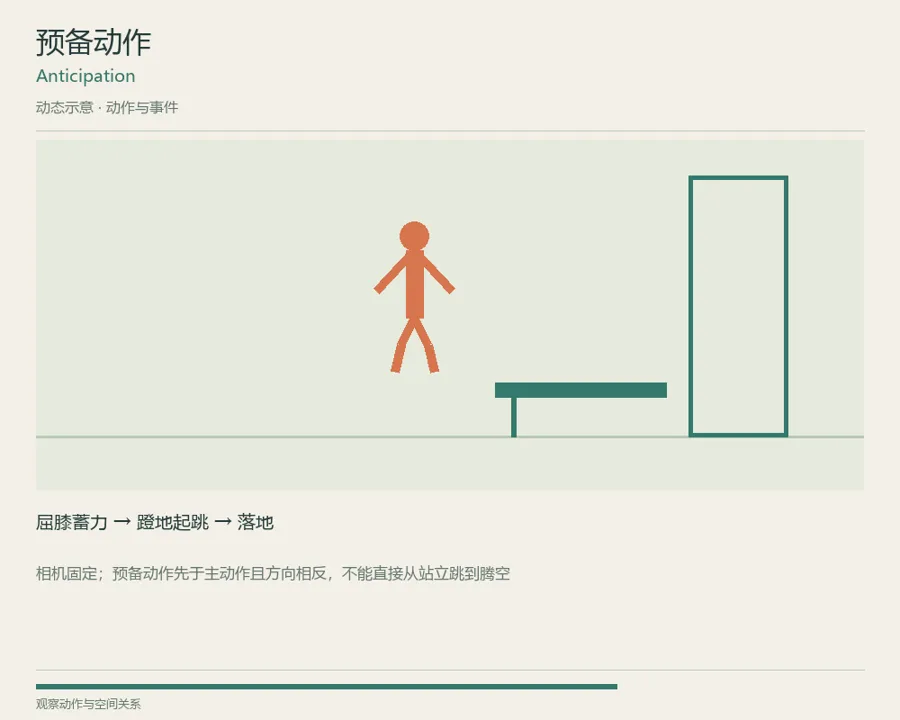 预备动作
Anticipation
动态示意 · 动作与事件
屈膝蓄力 → 蹬地起跳 → 落地
相机固定；预备动作先于主动作且方向相反，不能直接从站立跳到腾空
观察动作与空间关系